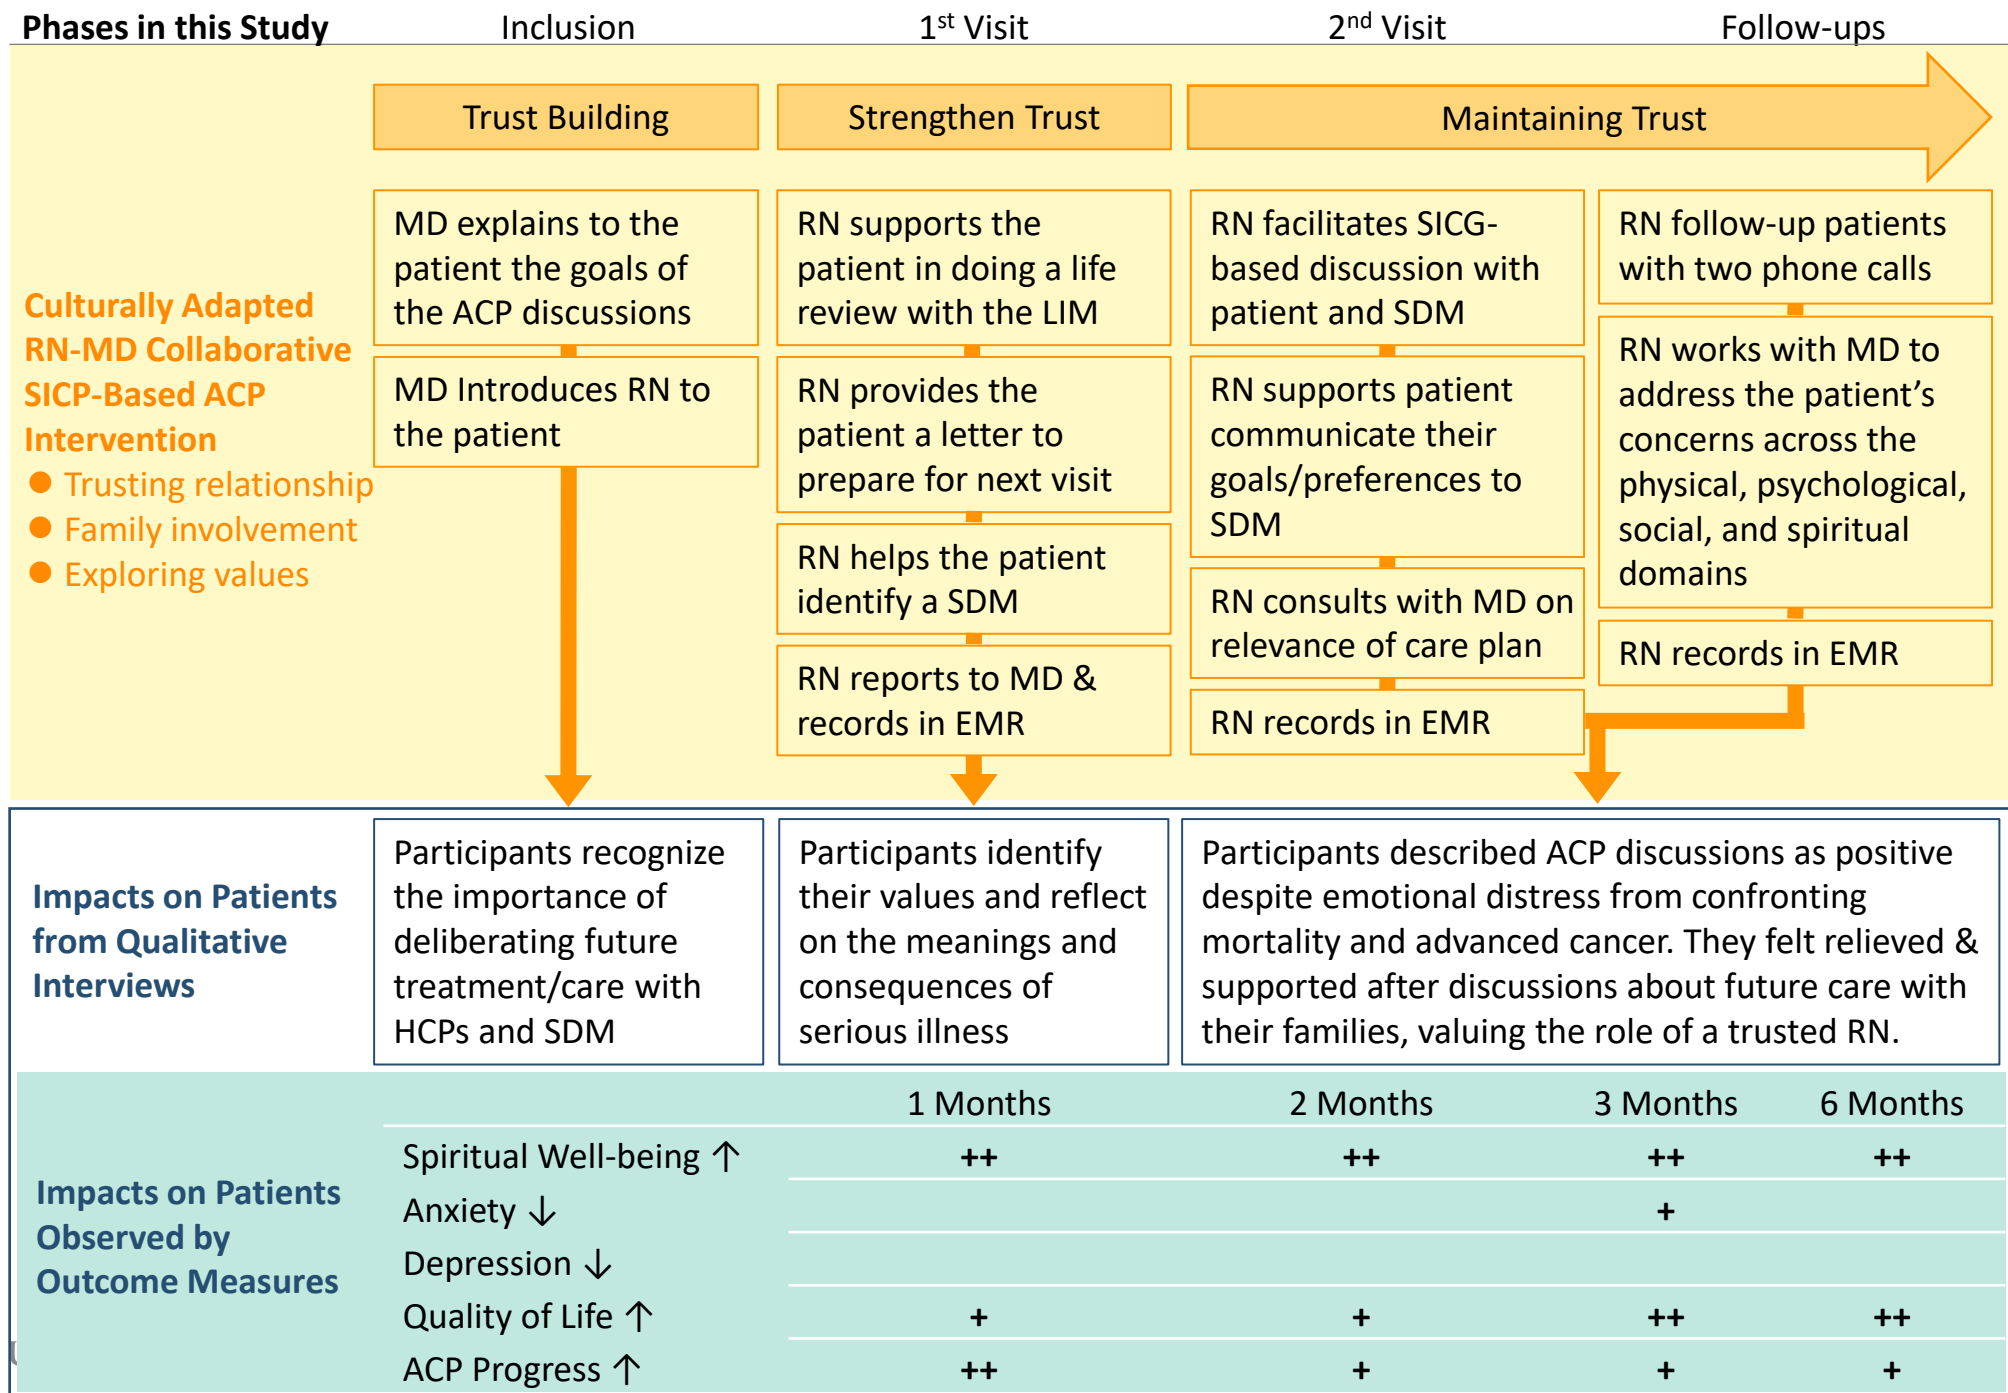 Phases in this Study Inclusion 1st Visit 2nd Visit Follow-ups
Trust Building
Strengthen Trust
Maintaining Trust
Culturally Adapted
RN-MD Collaborative
SICP-Based ACP
Intervention
● Trusting relationship
● Family involvement
● Exploring values
MD explains to the
patient the goals of
the ACP discussions
MD Introduces RN to
the patient
RN supports the
patient in doing a life
review with the LIM
RN provides the
patient a letter to
prepare for next visit
RN helps the patient
identify a SDM
RN reports to MD &
records in EMR
RN facilitates SICG-
based discussion with
patient and SDM
RN supports patient
communicate their
goals/preferences to
SDM
RN consults with MD on
relevance of care plan
RN records in EMR
RN follow-up patients
with two phone calls
RN works with MD to
address the patient’s
concerns across the
physical, psychological,
social, and spiritual
domains
RN records in EMR
Impacts on Patients
from Qualitative
Interviews
Participants recognize
the importance of
deliberating future
treatment/care with
HCPs and SDM
Participants identify
their values and reflect
on the meanings and
consequences of
serious illness
Participants described ACP discussions as positive
despite emotional distress from confronting
mortality and advanced cancer. They felt relieved &
supported after discussions about future care with
their families, valuing the role of a trusted RN.
Impacts on Patients
Observed by
Outcome Measures
1 Months 2 Months 3 Months 6 Months
Spiritual Well-being ↑ ++ ++ ++ ++
Anxiety ↓ +
Depression ↓
Quality of Life ↑ + + ++ ++
ACP Progress ↑ ++ + + +